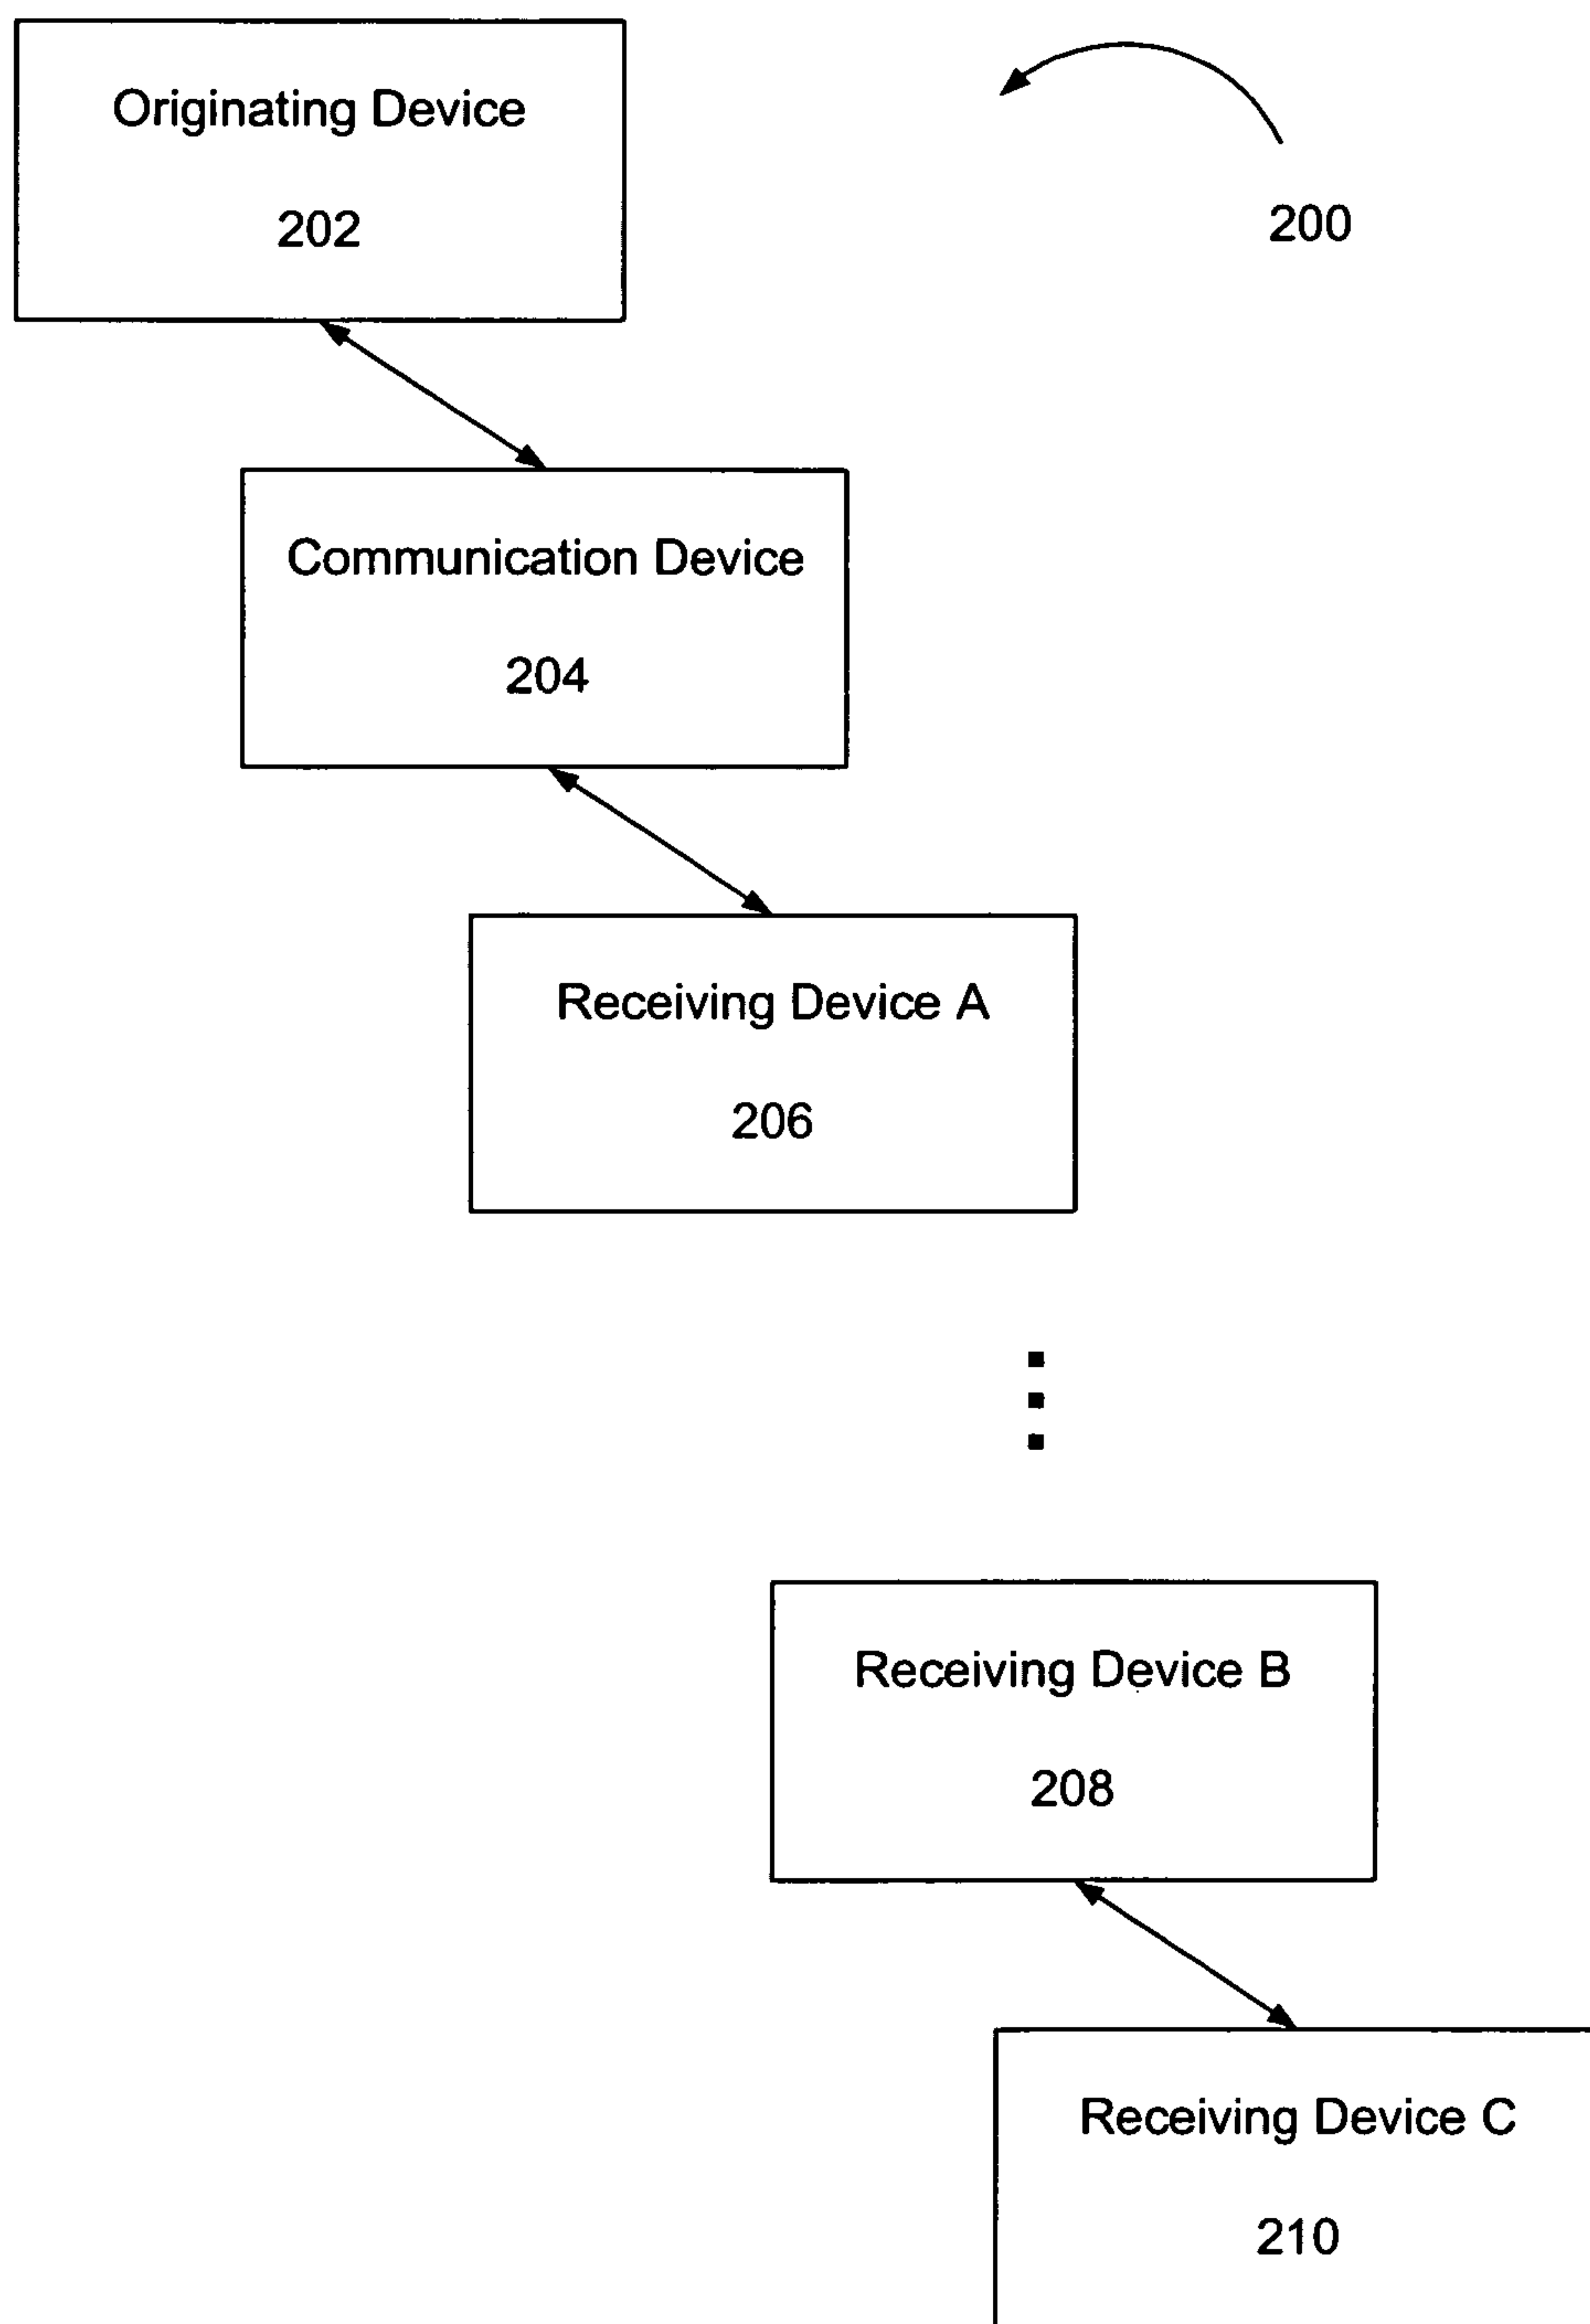 Originating Device
202
200
Communication Device
204
Receiving Device A
206
Receiving Device B
208
Receiving Device C
210